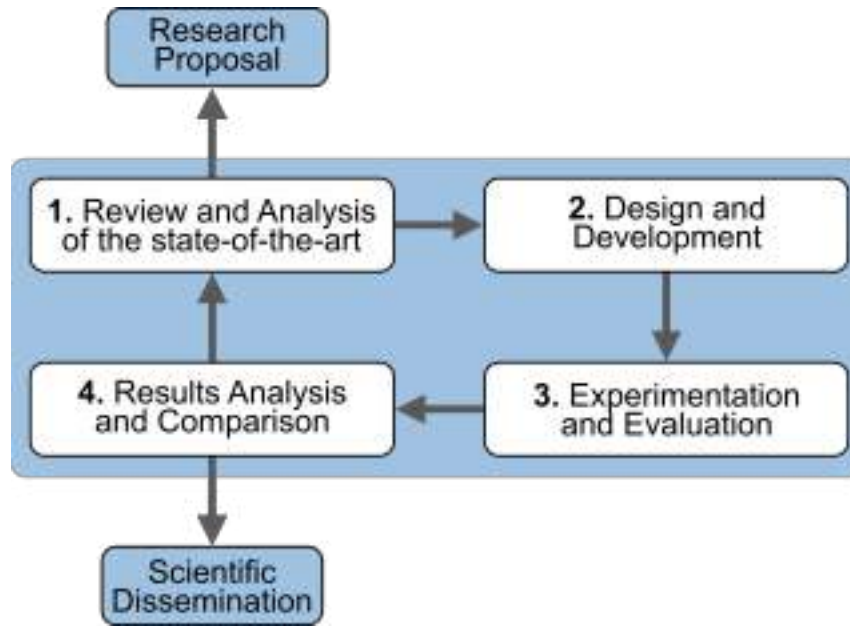 Research
Proposal
1. Review and Analysis
of the state-of-the-art
2. Design and
Development
4. Results Analysis
and Comparison
3. Experimentation
and Evaluation
Scientific
Dissemination